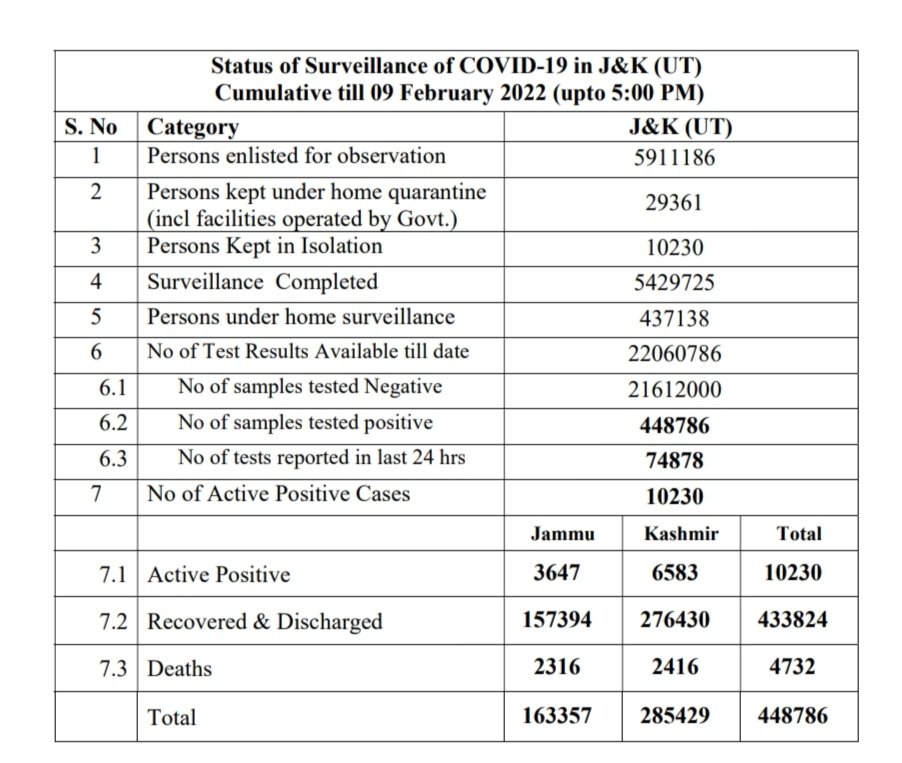 Status of Surveillance of COVID-19 in J&K (UT)
Cumulative till 09 February 2022 (upto 5:00 PM)
S. No Category J&K (UT)
1 Persons enlisted for observation 5911186
2 Persons kept under home quarantine
(incl facilities operated by Govt.) 29361
3 Persons Kept in Isolation 10230
4 Surveillance Completed 5429725
5 Persons under home surveillance 437138
6 No of Test Results Available till date 22060786
6.1 No of samples tested Negative 21612000
6.2 No of samples tested positive 448786
6.3 No of tests reported in last 24 hrs 74878
7 No of Active Positive Cases 10230
Jammu Kashmir Total
7.1 Active Positive 3647 6583 10230
7.2 Recovered & Discharged 157394 276430 433824
7.3 Deaths 2316 2416 4732
Total 163357 285429 448786